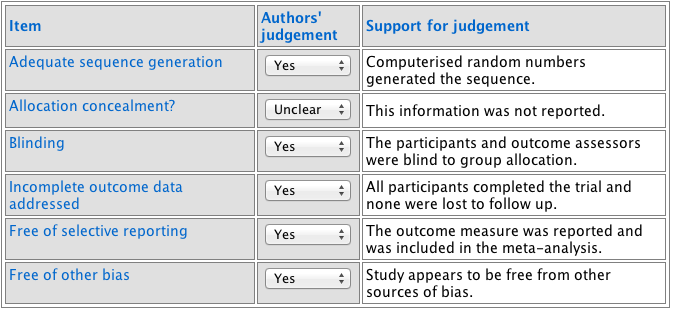 Item
Authors'
judgement
Support for judgement
Adequate sequence generation
Yes
Computerised random numbers
generated the sequence.
Allocation concealment?
Unclear
This information was not reported.
Blinding
Yes
The participants and outcome assessors
were blind to group allocation.
Incomplete outcome data
addressed
Yes
All participants completed the trial and
none were lost to follow up.
Free of selective reporting
Yes
The outcome measure was reported and
was included in the meta-analysis.
Free of other bias
Yes
Study appears to be free from other
sources of bias.